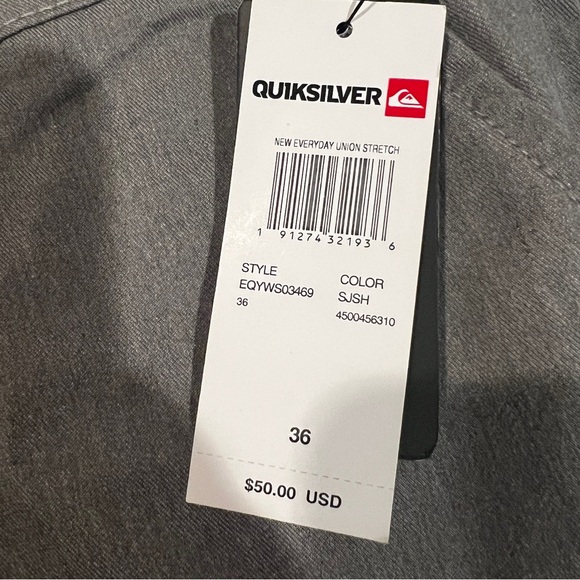 QUIKSILVER
NEW EVERYDAY UNION STRETCH
1 91274 32193 6
STYLE COLOR
EQYWS03469 SJSH
36 4500456310
36
$50.00 USD